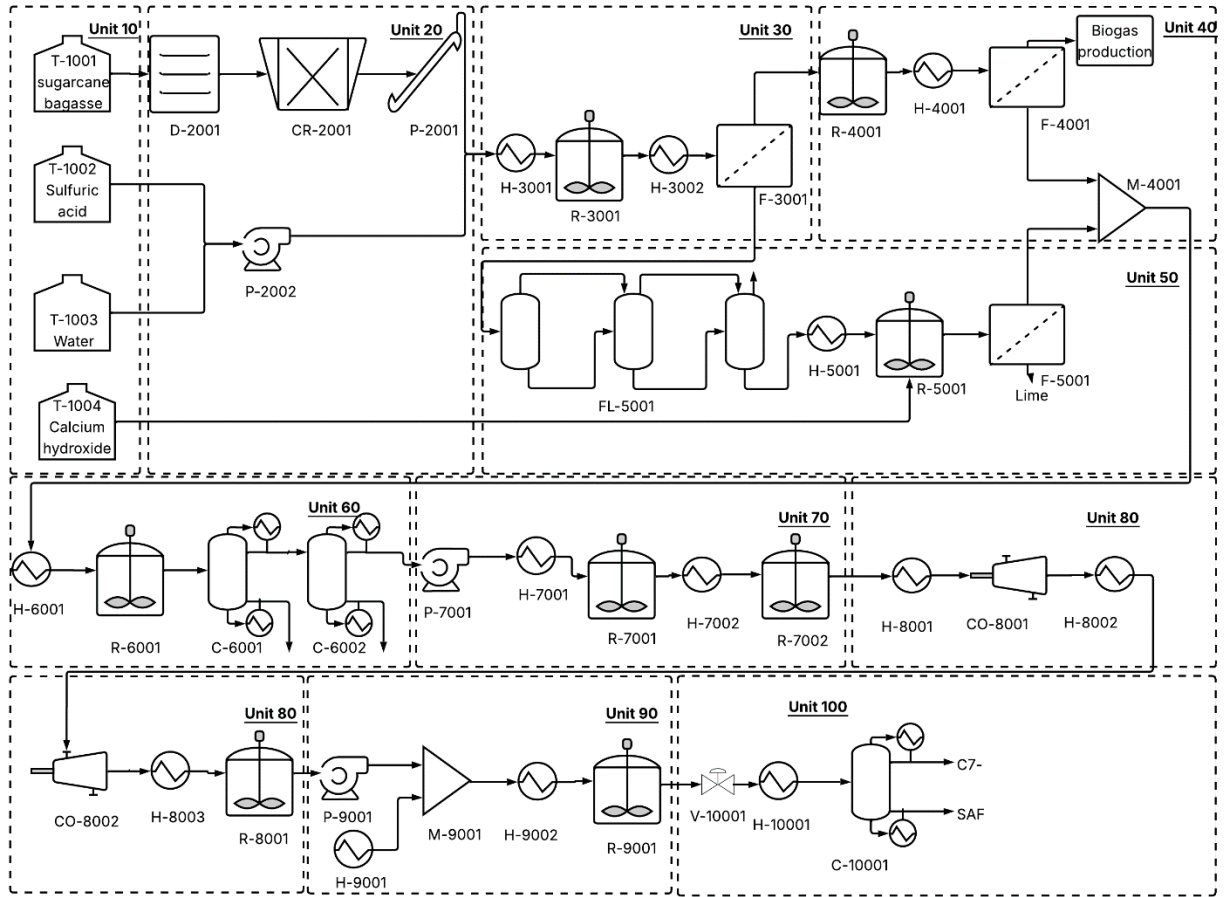 Unit 10
T-1001
sugarcane
bagasse
T-1002
Sulfuric
acid
T-1003
Water
T-1004
Calcium
hydroxide
Unit 20
D-2001
CR-2001
P-2001
P-2002
Unit 30
H-3001
R-3001
H-3002
F-3001
Unit 40
Biogas
production
R-4001
H-4001
F-4001
M-4001
Unit 50
FL-5001
H-5001
R-5001
F-5001
Lime
Unit 60
H-6001
R-6001
C-6001
C-6002
Unit 70
P-7001
H-7001
R-7001
H-7002
R-7002
Unit 80
H-8001
CO-8001
H-8002
Unit 80
CO-8002
H-8003
R-8001
Unit 90
P-9001
H-9001
M-9001
H-9002
R-9001
Unit 100
V-10001
H-10001
C-10001
C7-
SAF